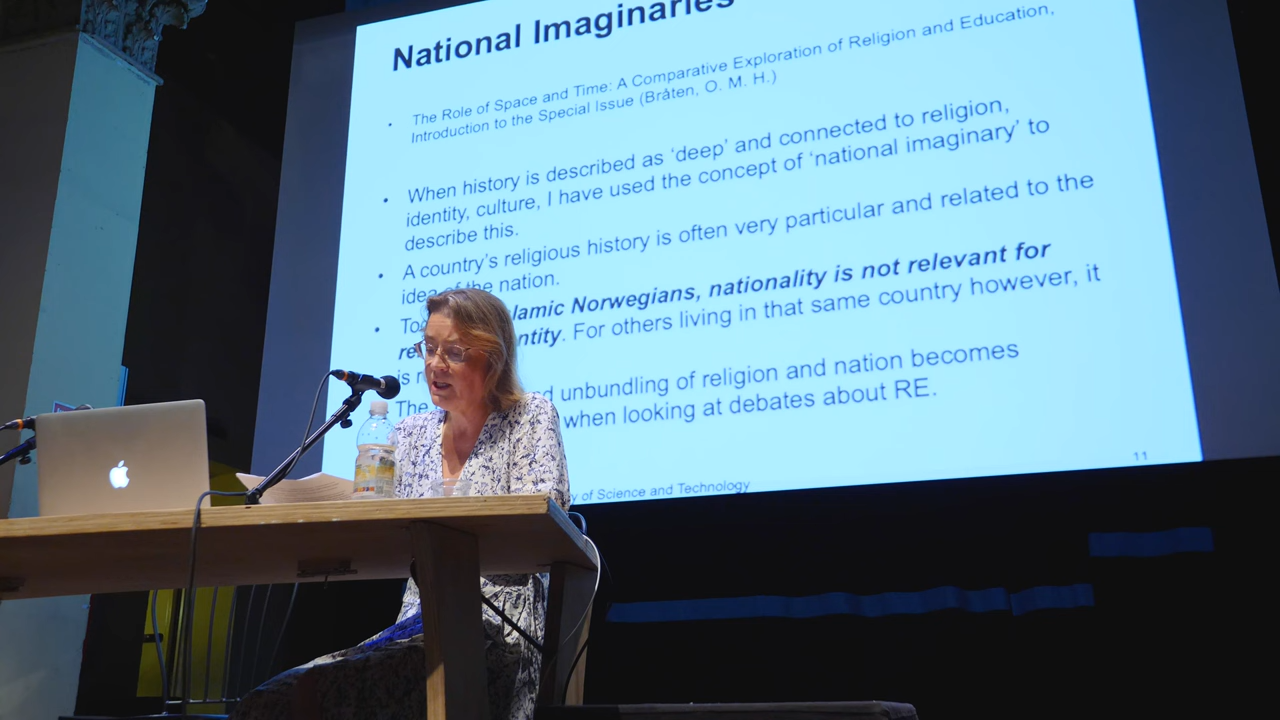 National Imaginaries
• The Role of Space and Time: A Comparative Exploration of Religion and Education,
Introduction to the Special Issue (Bråten, O. M. H.)
• When history is described as ‘deep’ and connected to religion,
identity, culture, I have used the concept of ‘national imaginary’ to
describe this.
• A country’s religious history is often very particular and related to the
idea of the nation.
• lamic Norwegians, nationality is not relevant for
ntity. For others living in that same country however, it
is
The nd unbundling of religion and nation becomes
when looking at debates about RE.
11
y of Science and Technology